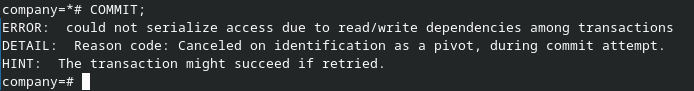 company=*# COMMIT;
ERROR:  could not serialize access due to read/write dependencies among transactions
DETAIL:  Reason code: Canceled on identification as a pivot, during commit attempt.
HINT:  The transaction might succeed if retried.
company=#